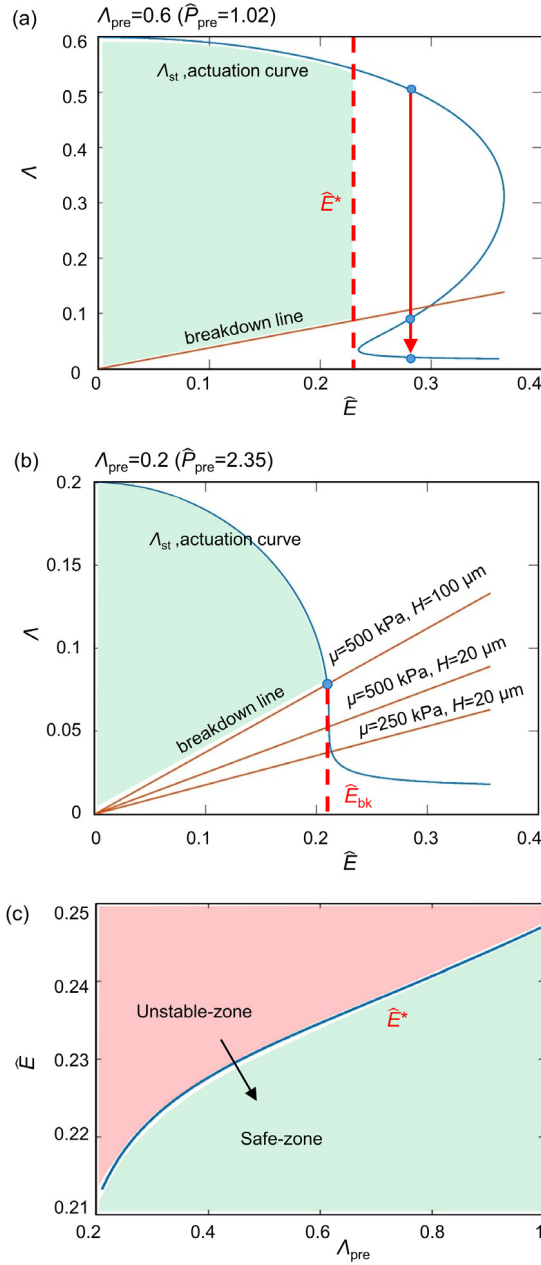 (a)
Λpre=0.6 (P̂pre=1.02)
0.6
Λst ,actuation curve
0.5
0.4
Λ
Ê*
0.3
0.2
0.1
breakdown line
0
0
0.1
0.2
0.3
0.4
Ê
(b)
Λpre=0.2 (P̂pre=2.35)
0.2
Λst ,actuation curve
0.15
μ=500 kPa, H=100 μm
Λ
0.1
μ=500 kPa, H=20 μm
breakdown line
μ=250 kPa, H=20 μm
0.05
Êbk
0
0
0.1
0.2
0.3
0.4
Ê
(c)
0.25
0.24
Ê*
Unstable-zone
Ê
0.23
Safe-zone
0.22
0.21
0.2
0.4
0.6
0.8
1
Λpre